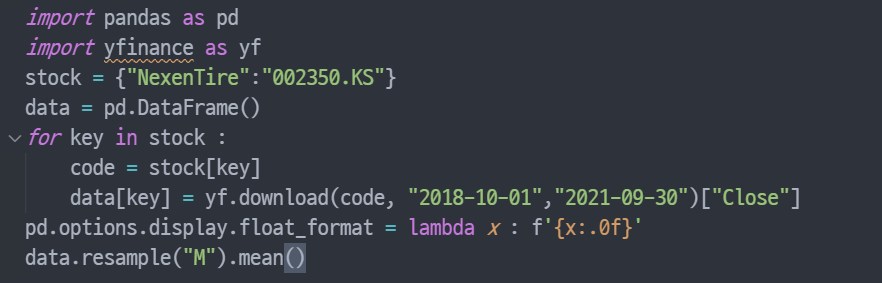 import pandas as pd
import yfinance as yf
stock = {"NexenTire":"002350.KS"}
data = pd.DataFrame()
for key in stock :
    code = stock[key]
    data[key] = yf.download(code, "2018-10-01","2021-09-30")["Close"]
pd.options.display.float_format = lambda x : f'{x:.0f}'
data.resample("M").mean()